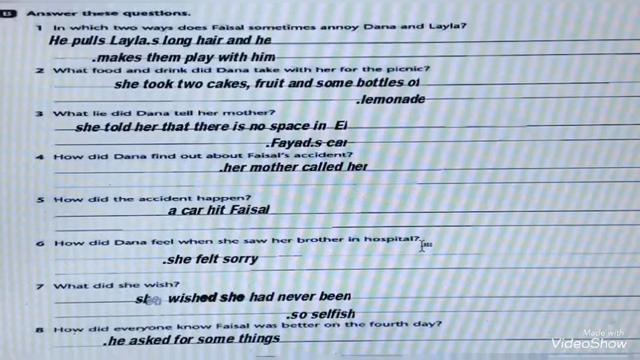 E5 Answer these questions.
1 In which two ways does Faisal sometimes annoy Dana and Layla?
He pulls Layla.s long hair and he
.makes them play with him
2 What food and drink did Dana take with her for the picnic?
she took two cakes, fruit and some bottles of
.lemonade
3 What lie did Dana tell her mother?
she told her that there is no space in El
.Fayad.s car
4 How did Dana find out about Faisal's accident?
.her mother called her
5 How did the accident happen?
a car hit Faisal
6 How did Dana feel when she saw her brother in hospital?
.she felt sorry
7 What did she wish?
she wished she had never been
.so selfish
8 How did everyone know Faisal was better on the fourth day?
.he asked for some things
Made with
VideoShow